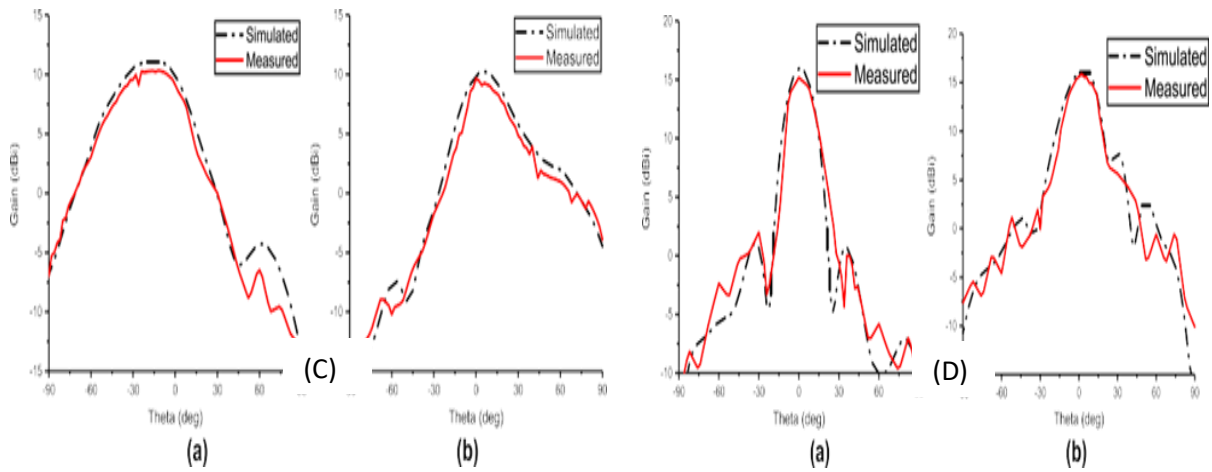 15
10
5
0
-5
-10
-15
Gain (dBi)
Simulated
Measured
-90 -60 -30 0 30 60
Theta (deg)
(a)
15
10
5
0
-5
-10
Gain (dBi)
Simulated
Measured
-60 -30 0 30 60 90
Theta (deg)
(b)
(C)
20
15
10
5
0
-5
-10
Gain (dBi)
Simulated
Measured
-90 -60 -30 0 30 60
Theta (deg)
(a)
20
15
10
5
0
-5
-10
Gain (dBi)
Simulated
Measured
-60 -30 0 30 60 90
Theta (deg)
(b)
(D)